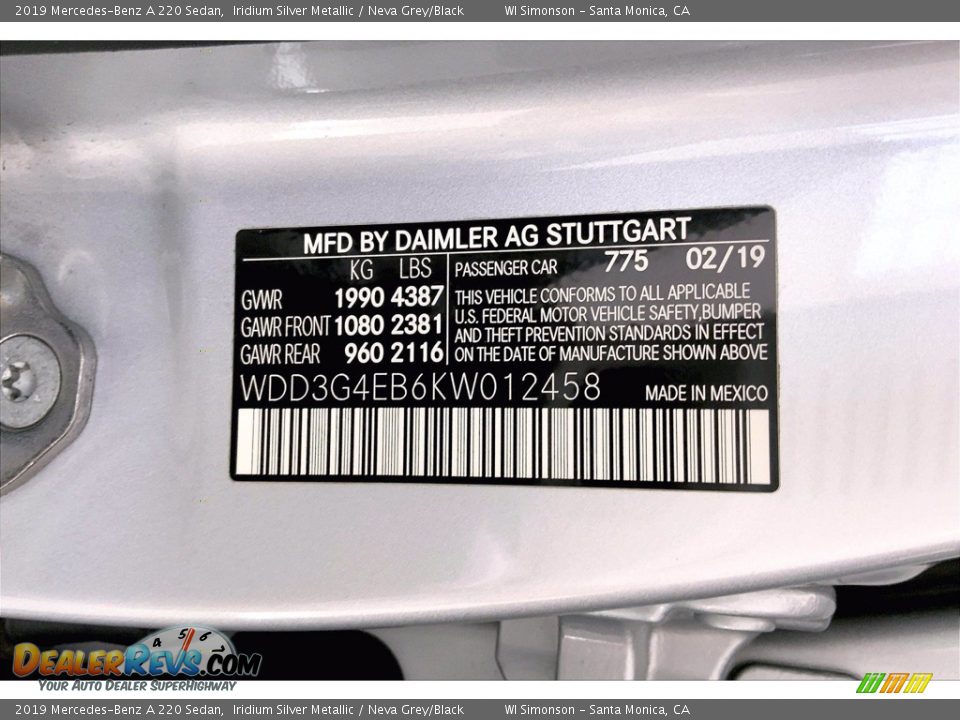 2019 Mercedes-Benz A 220 Sedan, Iridium Silver Metallic / Neva Grey/Black WI Simonson - Santa Monica, CA
MFD BY DAIMLER AG STUTTGART
KG LBS PASSENGER CAR 775 02/19
GVWR 1990 4387
GAWR FRONT 1080 2381
GAWR REAR 960 2116
THIS VEHICLE CONFORMS TO ALL APPLICABLE
U.S. FEDERAL MOTOR VEHICLE SAFETY, BUMPER
AND THEFT PREVENTION STANDARDS IN EFFECT
ON THE DATE OF MANUFACTURE SHOWN ABOVE
WDD3G4EB6KW012458 MADE IN MEXICO
4 5 6
DEALERREVS.COM
YOUR AUTO DEALER SUPERHIGHWAY
2019 Mercedes-Benz A 220 Sedan, Iridium Silver Metallic / Neva Grey/Black WI Simonson - Santa Monica, CA